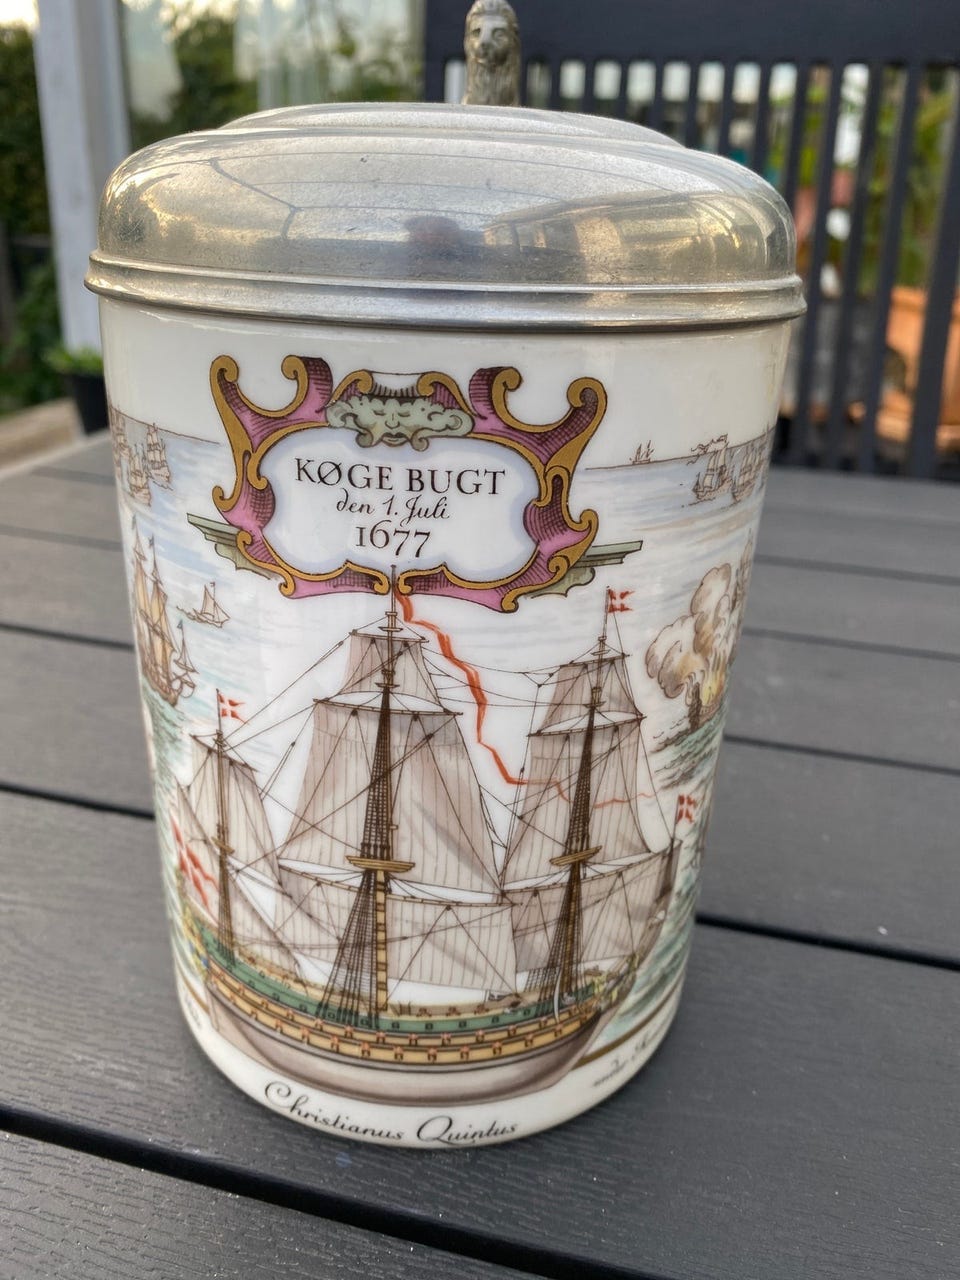 KØGE BUGT
den 1. Juli
1677
Christianus Quintus